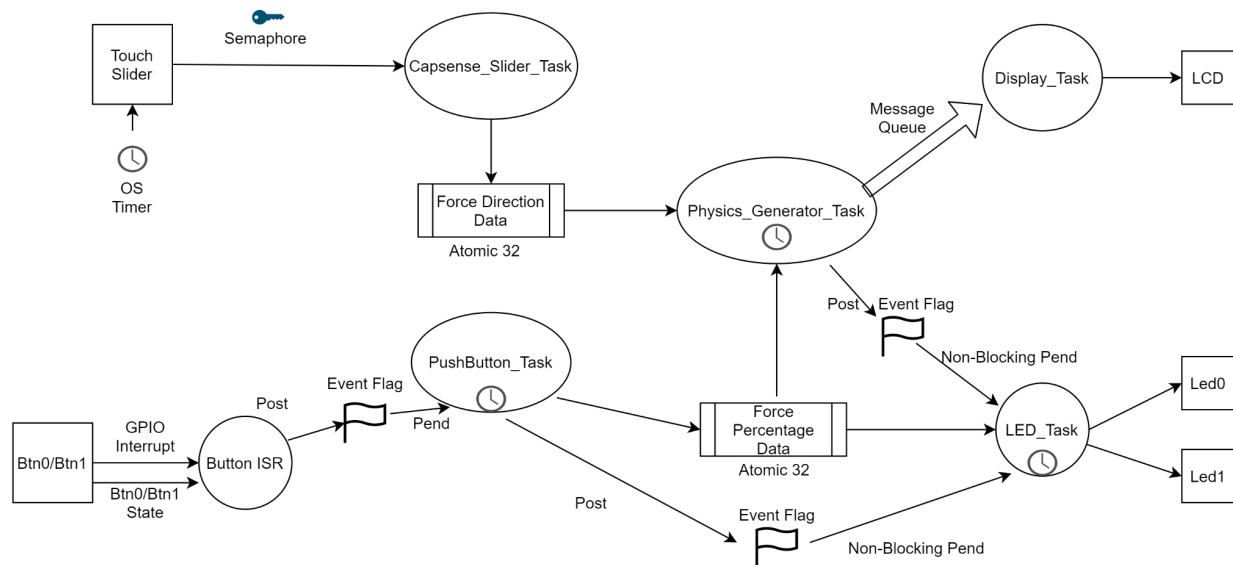 Semaphore
Touch
Slider
Capsense_Slider_Task
Display_Task
LCD
Message
Queue
OS
Timer
Force Direction
Data
Atomic 32
Physics_Generator_Task
Post
Event Flag
Non-Blocking Pend
PushButton_Task
Event Flag
Post
Pend
GPIO
Interrupt
Btn0/Btn1
Btn0/Btn1
State
Button ISR
Force
Percentage
Data
Atomic 32
LED_Task
Led0
Led1
Post
Event Flag
Non-Blocking Pend